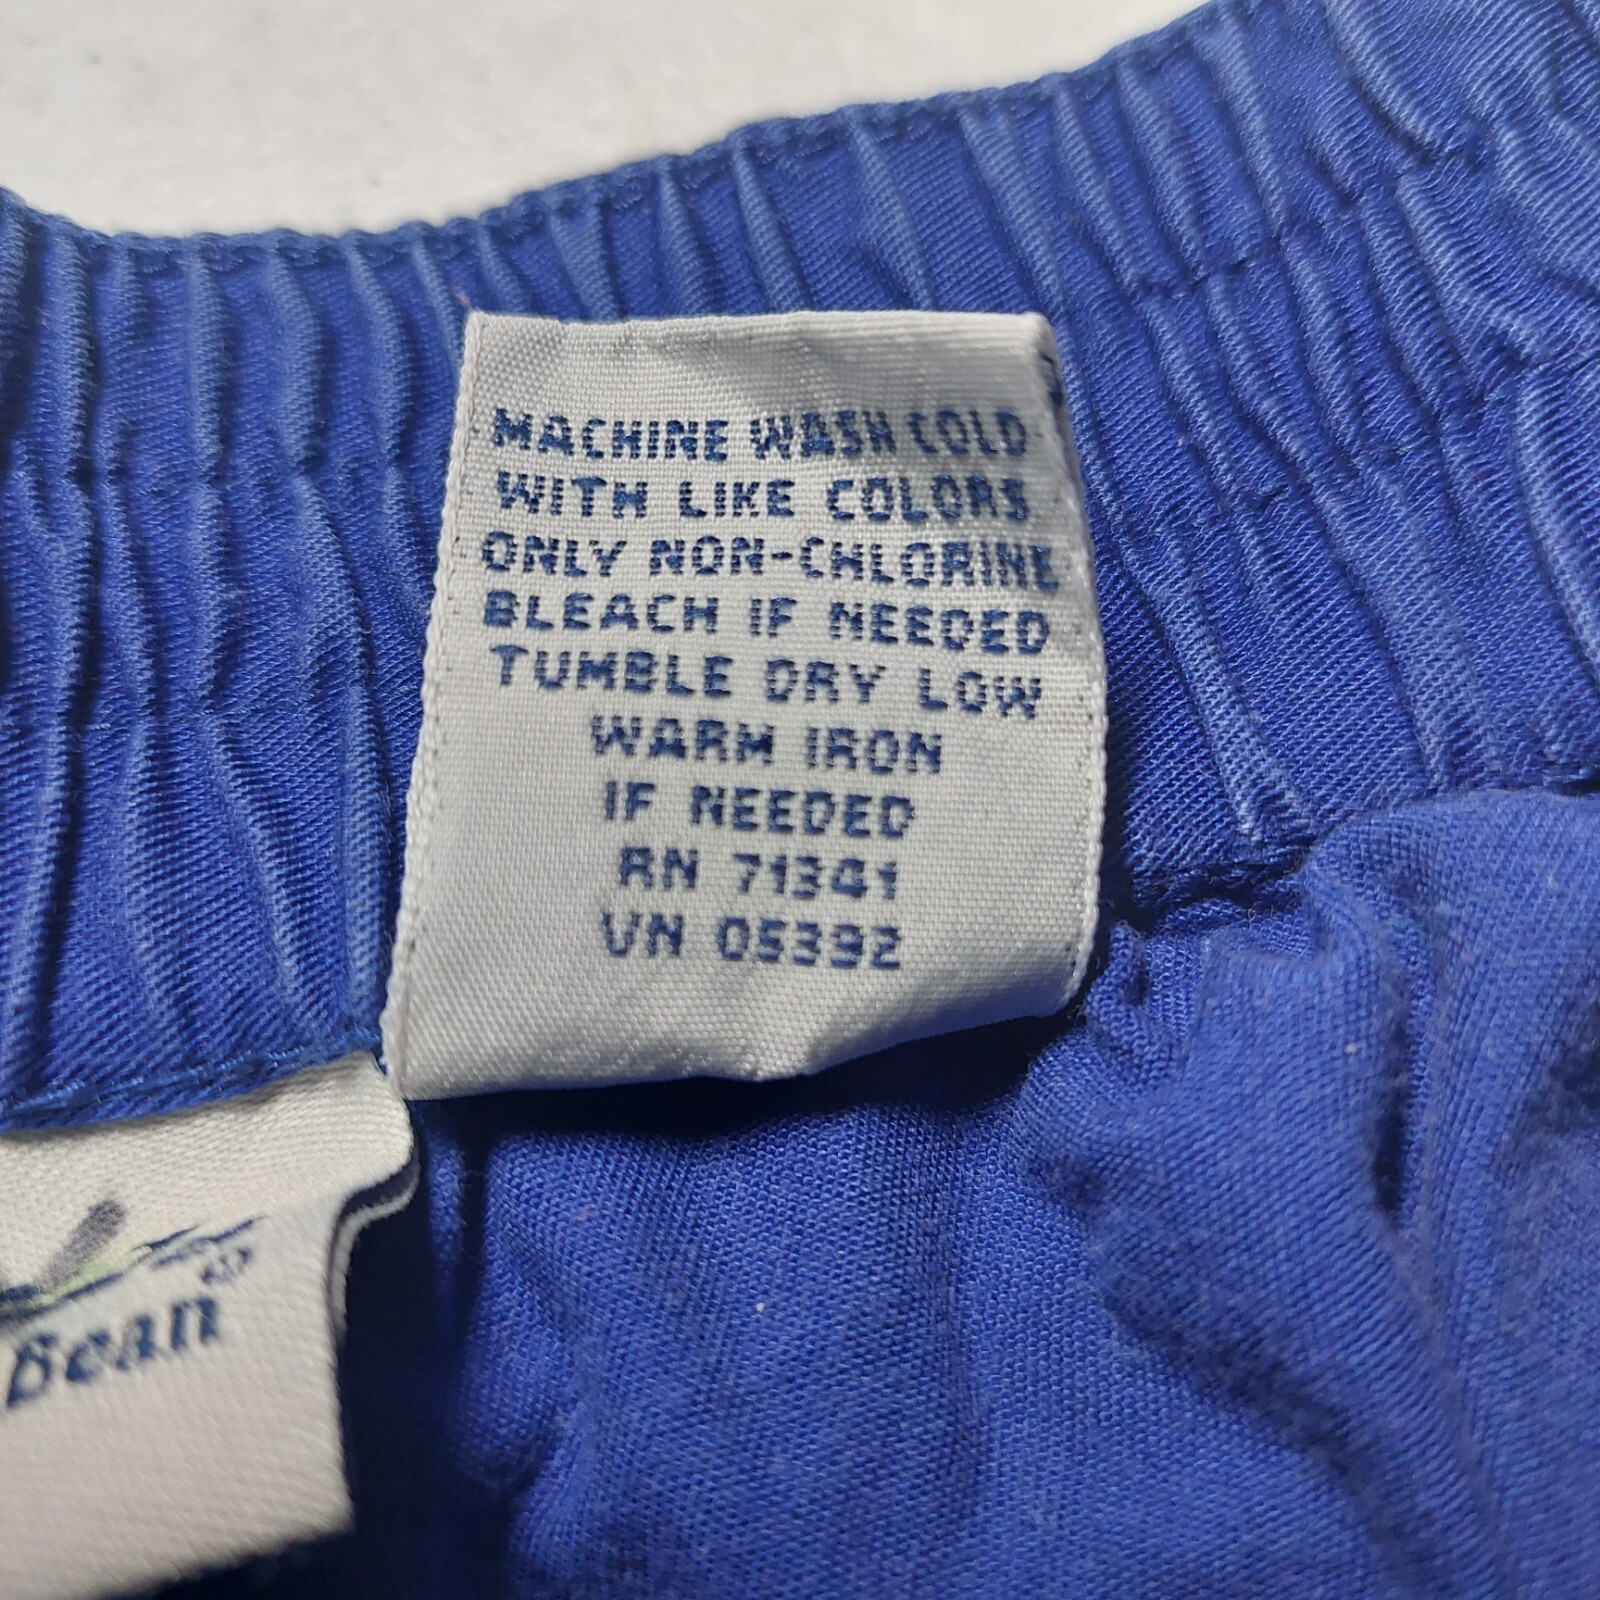 MACHINE WASH COLD
WITH LIKE COLORS
ONLY NON-CHLORINE
BLEACH IF NEEDED
TUMBLE DRY LOW
WARM IRON
IF NEEDED
RN 71341
VN 05392
Bean